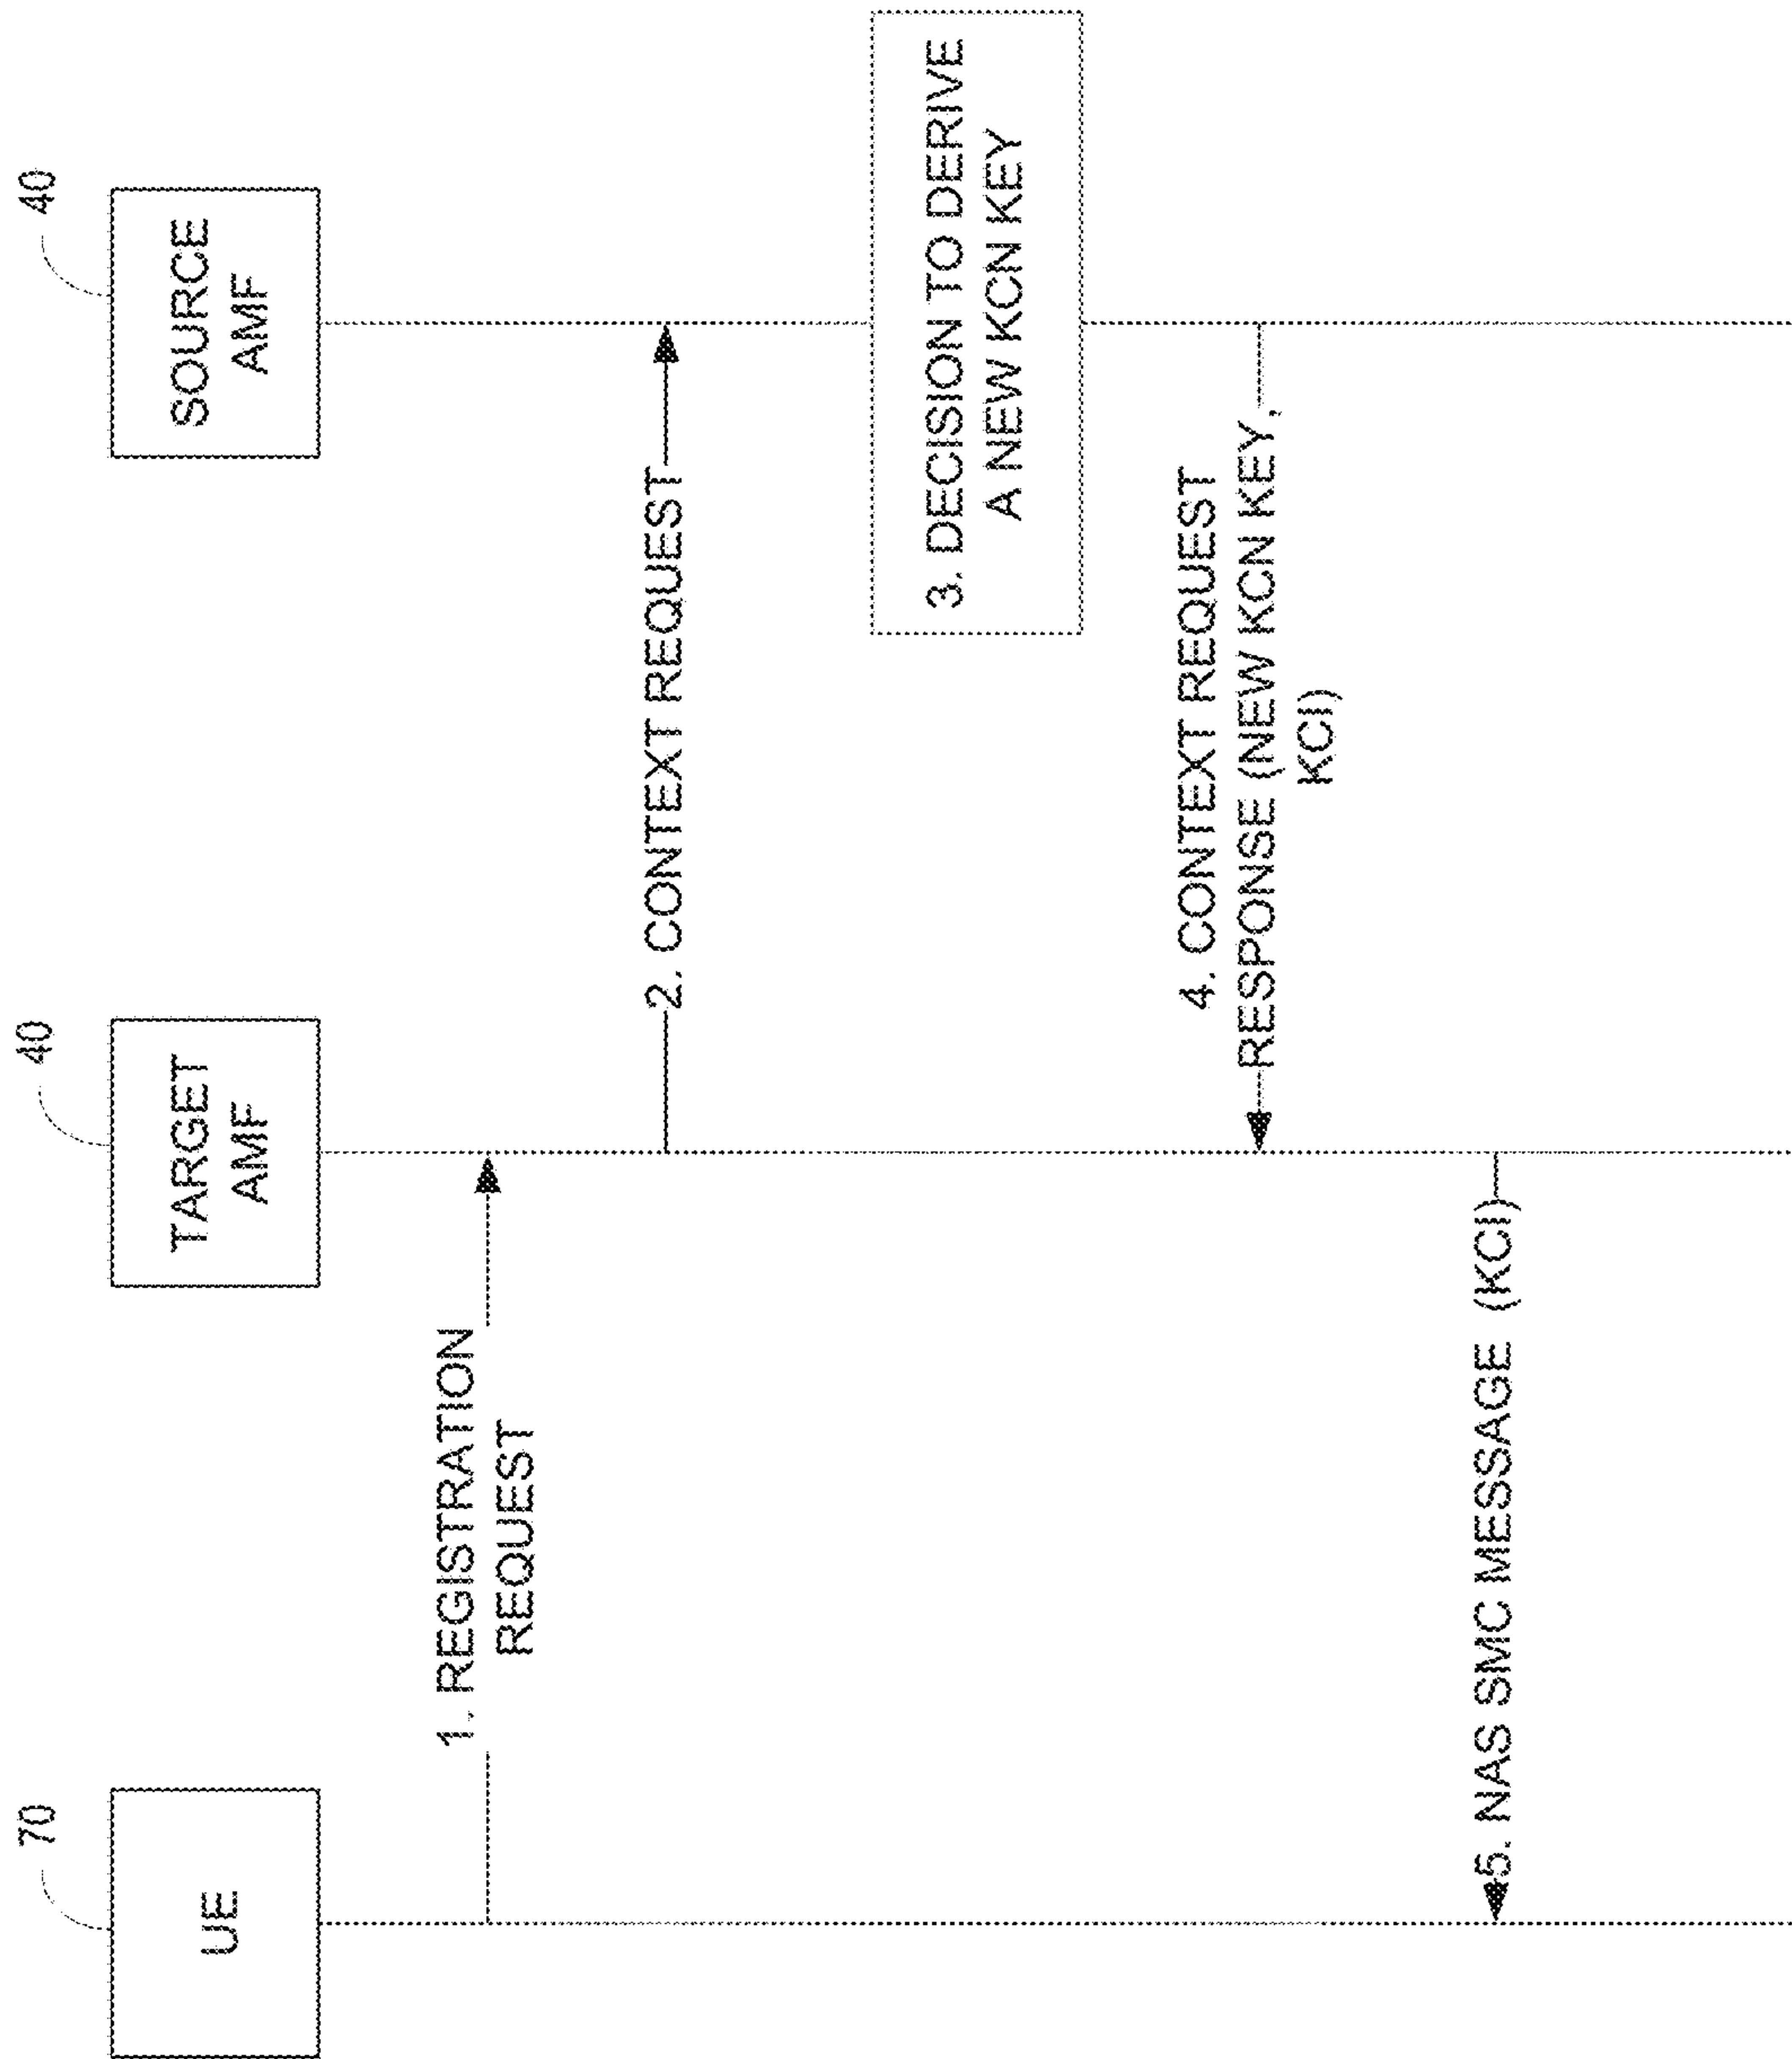 70
UE
40
TARGET
AMF
40
SOURCE
AMF
1. REGISTRATION
REQUEST
2. CONTEXT REQUEST
3. DECISION TO DERIVE
A NEW KCN KEY
4. CONTEXT REQUEST
RESPONSE (NEW KCN KEY,
KCI)
5. NAS SMC MESSAGE (KCI)